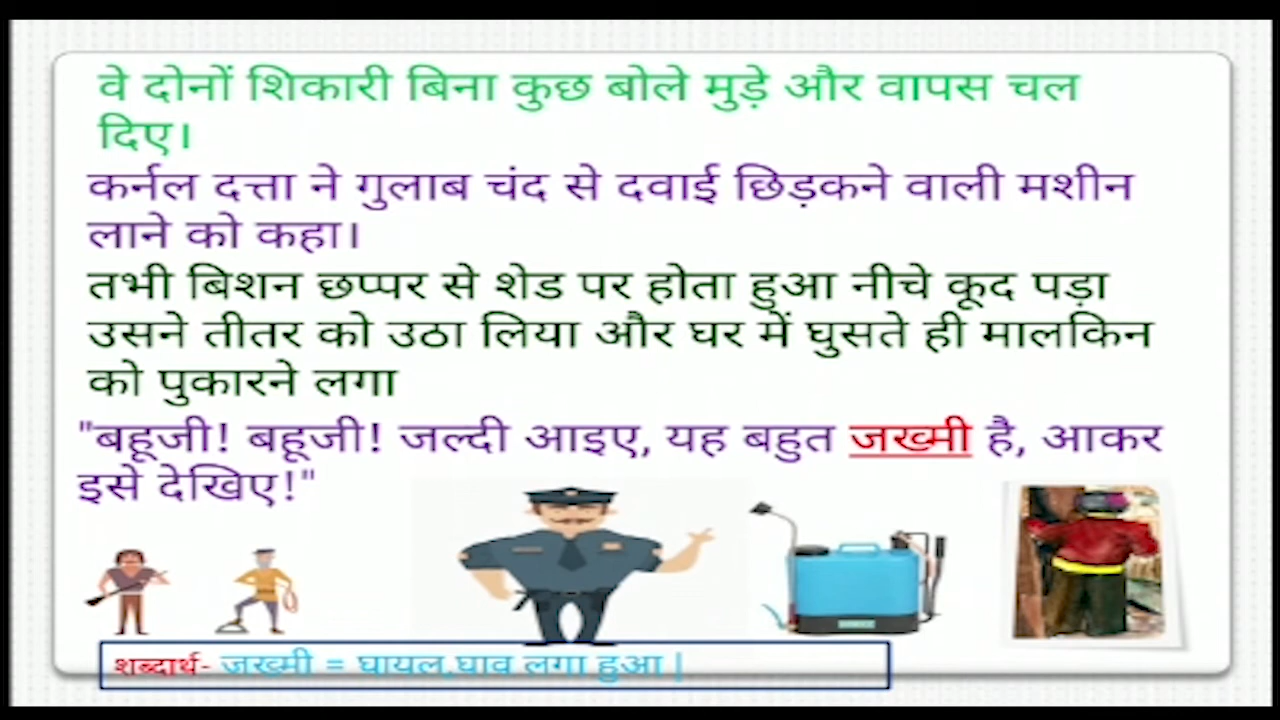 वे दोनों शिकारी बिना कुछ बोले मुड़े और वापस चल
दिए।
कर्नल दत्ता ने गुलाब चंद से दवाई छिड़कने वाली मशीन
लाने को कहा।
तभी बिशन छप्पर से शेड पर होता हुआ नीचे कूद पड़ा
उसने तीतर को उठा लिया और घर में घुसते ही मालकिन
को पुकारने लगा
"बहूजी! बहूजी! जल्दी आइए, यह बहुत जख्मी है, आकर
इसे देखिए!"
शब्दार्थ- जख्मी = घायल,घाव लगा हुआ |